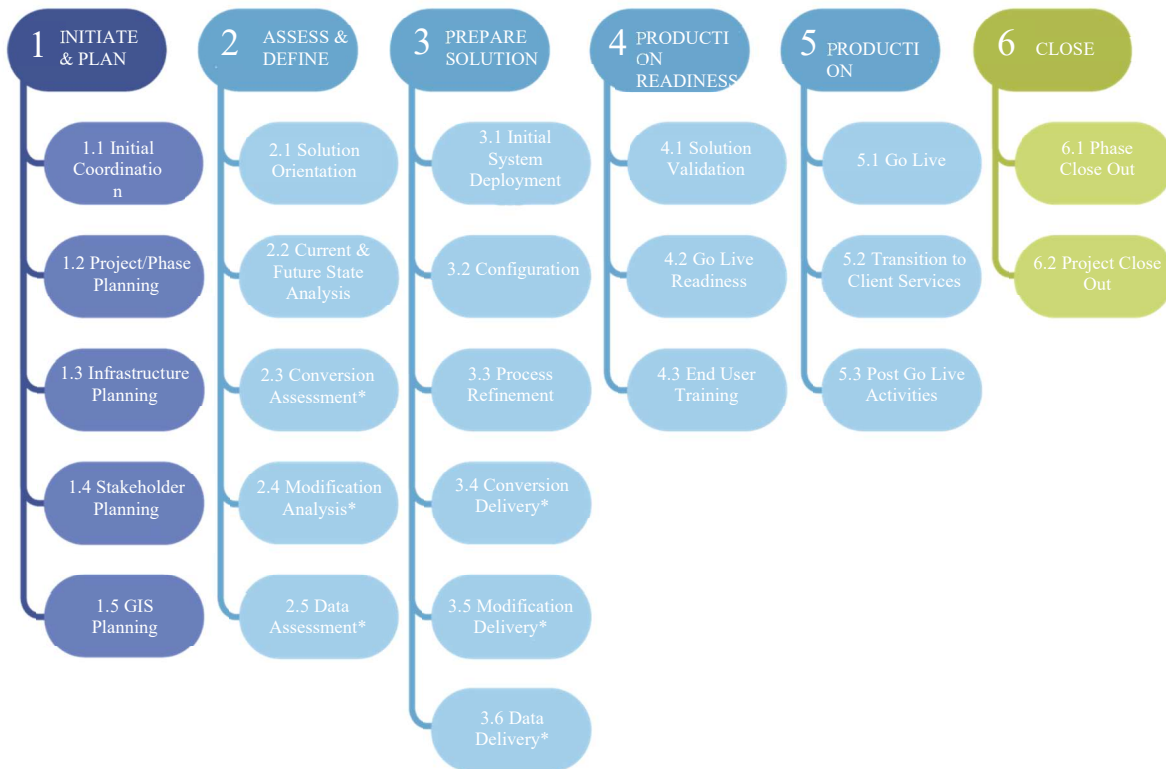 1 INITIATE
& PLAN
1.1 Initial
Coordinatio
n
1.2 Project/Phase
Planning
1.3 Infrastructure
Planning
1.4 Stakeholder
Planning
1.5 GIS
Planning
2 ASSESS &
DEFINE
2.1 Solution
Orientation
2.2 Current &
Future State
Analysis
2.3 Conversion
Assessment*
2.4 Modification
Analysis*
2.5 Data
Assessment*
3 PREPARE
SOLUTION
3.1 Initial
System
Deployment
3.2 Configuration
3.3 Process
Refinement
3.4 Conversion
Delivery*
3.5 Modification
Delivery*
3.6 Data
Delivery*
4 PRODUCTI
ON
READINESS
4.1 Solution
Validation
4.2 Go Live
Readiness
4.3 End User
Training
5 PRODUCTI
ON
5.1 Go Live
5.2 Transition to
Client Services
5.3 Post Go Live
Activities
6 CLOSE
6.1 Phase
Close Out
6.2 Project Close
Out